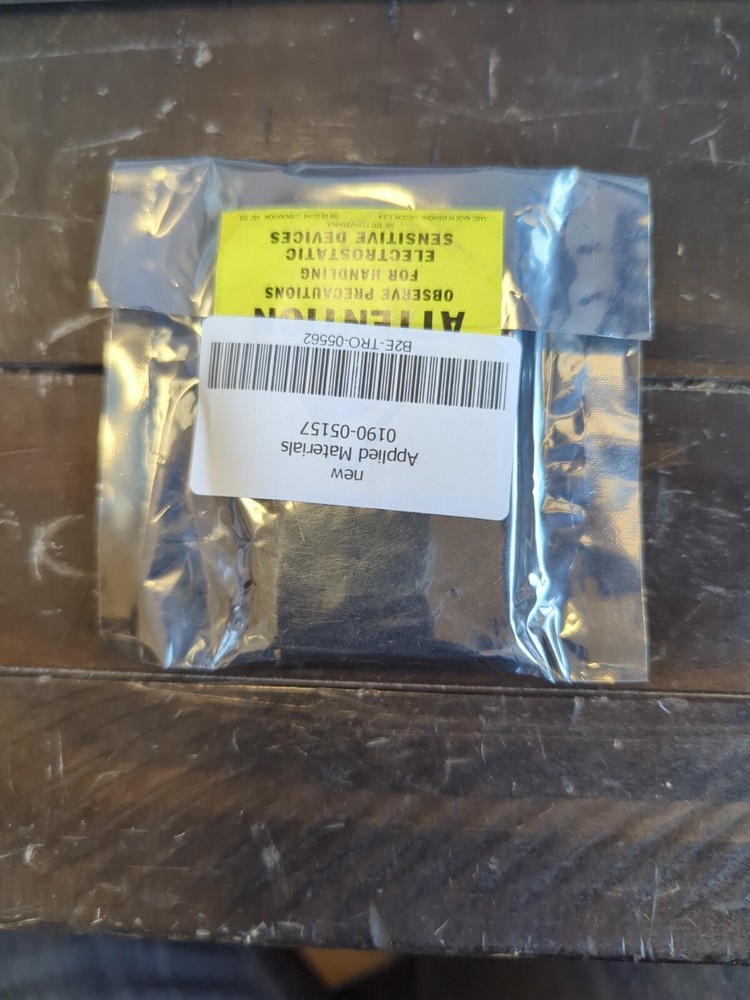 new
Applied Materials
0190-05157
B2E-TRO-05562
ATTENTION
OBSERVE PRECAUTIONS
FOR HANDLING
ELECTROSTATIC
SENSITIVE DEVICES